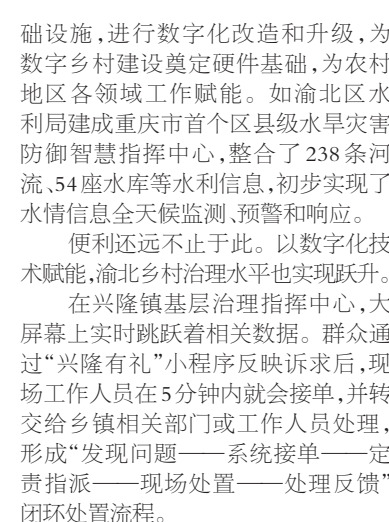 础设施,进行数字化改造和升级,为
数字乡村建设奠定硬件基础,为农村
地区各领域工作赋能。如渝北区水
利局建成重庆市首个区县级水旱灾害
防御智慧指挥中心,整合了238条河
流、54座水库等水利信息,初步实现了
水情信息全天候监测、预警和响应。
便利还远不止于此。以数字化技
术赋能,渝北乡村治理水平也实现跃升。
在兴隆镇基层治理指挥中心,大
屏幕上实时跳跃着相关数据。群众通
过“兴隆有礼”小程序反映诉求后,现
场工作人员在5分钟内就会接单,并转
交给乡镇相关部门或工作人员处理,
形成“发现问题——系统接单——定
责指派——现场处置——处理反馈”
闭环处置流程。